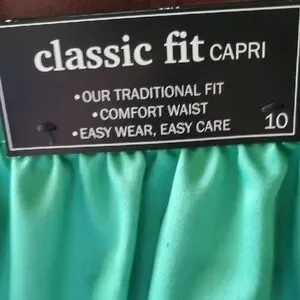 classic fit CAPRI
•OUR TRADITIONAL FIT
•COMFORT WAIST
•EASY WEAR, EASY CARE 10